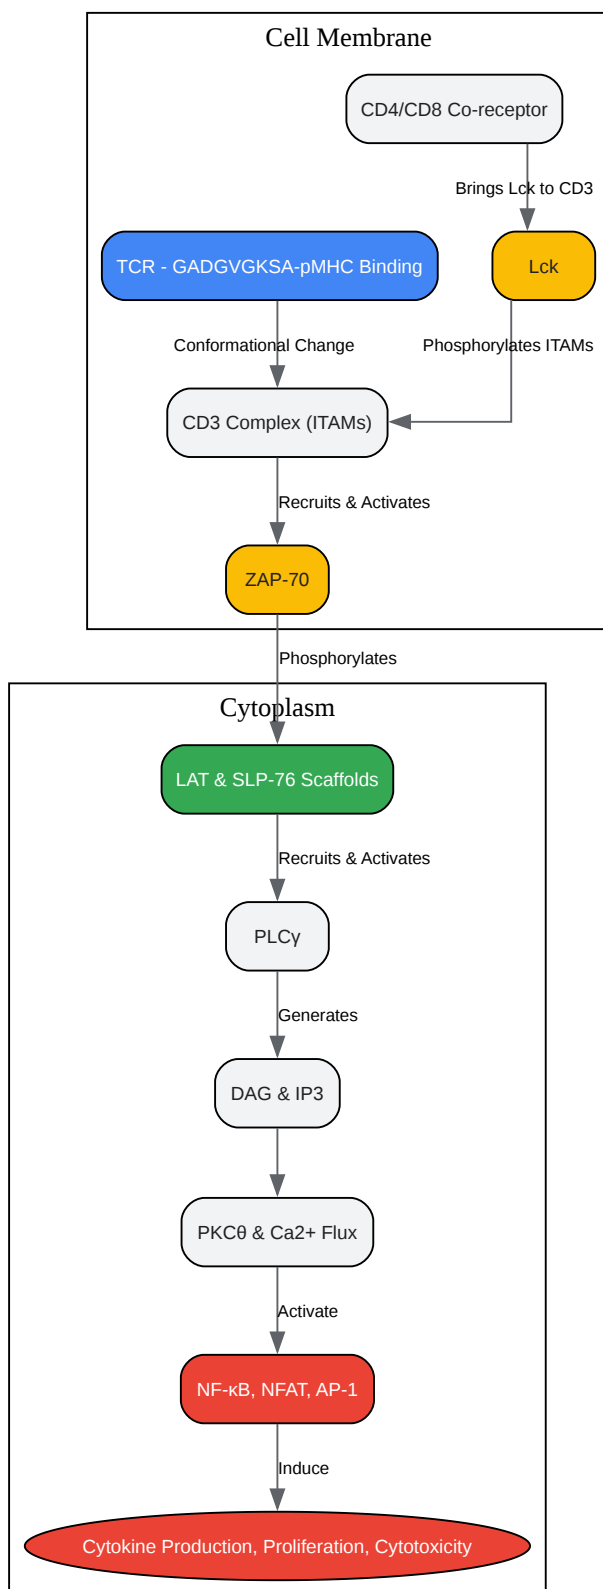 Cell Membrane
CD4/CD8 Co-receptor
Brings Lck to CD3
TCR - GADGVGKSA-pMHC Binding
Lck
Conformational Change
Phosphorylates ITAMs
CD3 Complex (ITAMs)
Recruits & Activates
ZAP-70
Phosphorylates
Cytoplasm
LAT & SLP-76 Scaffolds
Recruits & Activates
PLCγ
Generates
DAG & IP3
PKCθ & Ca2+ Flux
Activate
NF-κB, NFAT, AP-1
Induce
Cytokine Production, Proliferation, Cytotoxicity